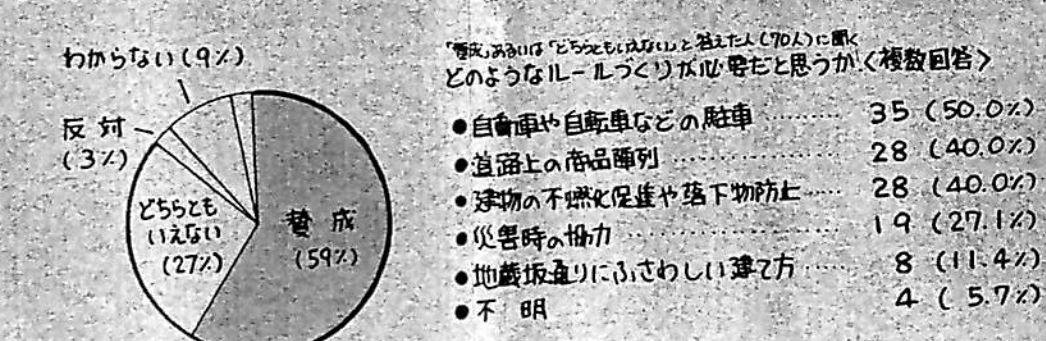 わからない(9%)
反対
(3%)
どちらとも
いえない
(27%)
賛成
(59%)
「賛成」あるいは「どちらともいえない」と答えた人(70人)に聞く
どのようなルールづくりが必要だと思うか<複数回答>
●自動車や自転車などの駐車………… 35 (50.0%)
●道路上の商品陳列………… 28 (40.0%)
●建物の不燃化促進や落下物防止…… 28 (40.0%)
●災害時の協力………… 19 (27.1%)
●地蔵坂通りにふさわしい建て方…… 8 (11.4%)
●不明 4 (5.7%)